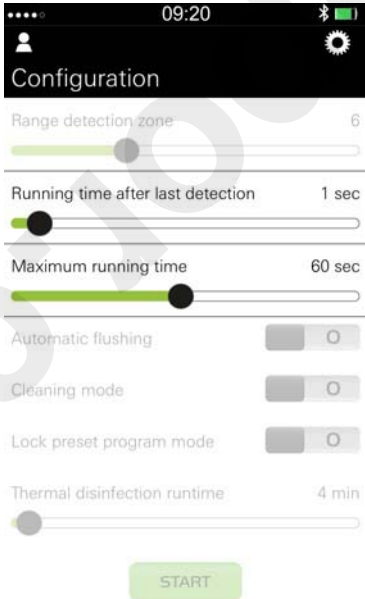 09:20
Configuration
Range detection zone 6
Running time after last detection 1 sec
Maximum running time 60 sec
Automatic flushing O
Cleaning mode O
Lock preset program mode O
Thermal disinfection runtime 4 min
START